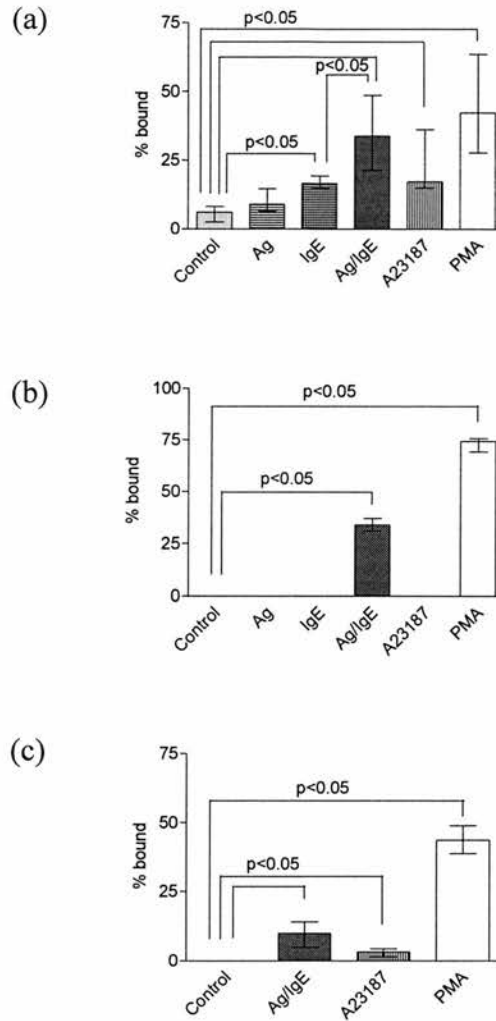 (a)
p<0.05
p<0.05
p<0.05
% bound
75
50
25
0
Control
Ag
IgE
Ag/IgE
A23187
PMA
(b)
p<0.05
p<0.05
% bound
100
75
50
25
0
Control
Ag
IgE
Ag/IgE
A23187
PMA
(c)
p<0.05
p<0.05
% bound
75
50
25
0
Control
Ag/IgE
A23187
PMA